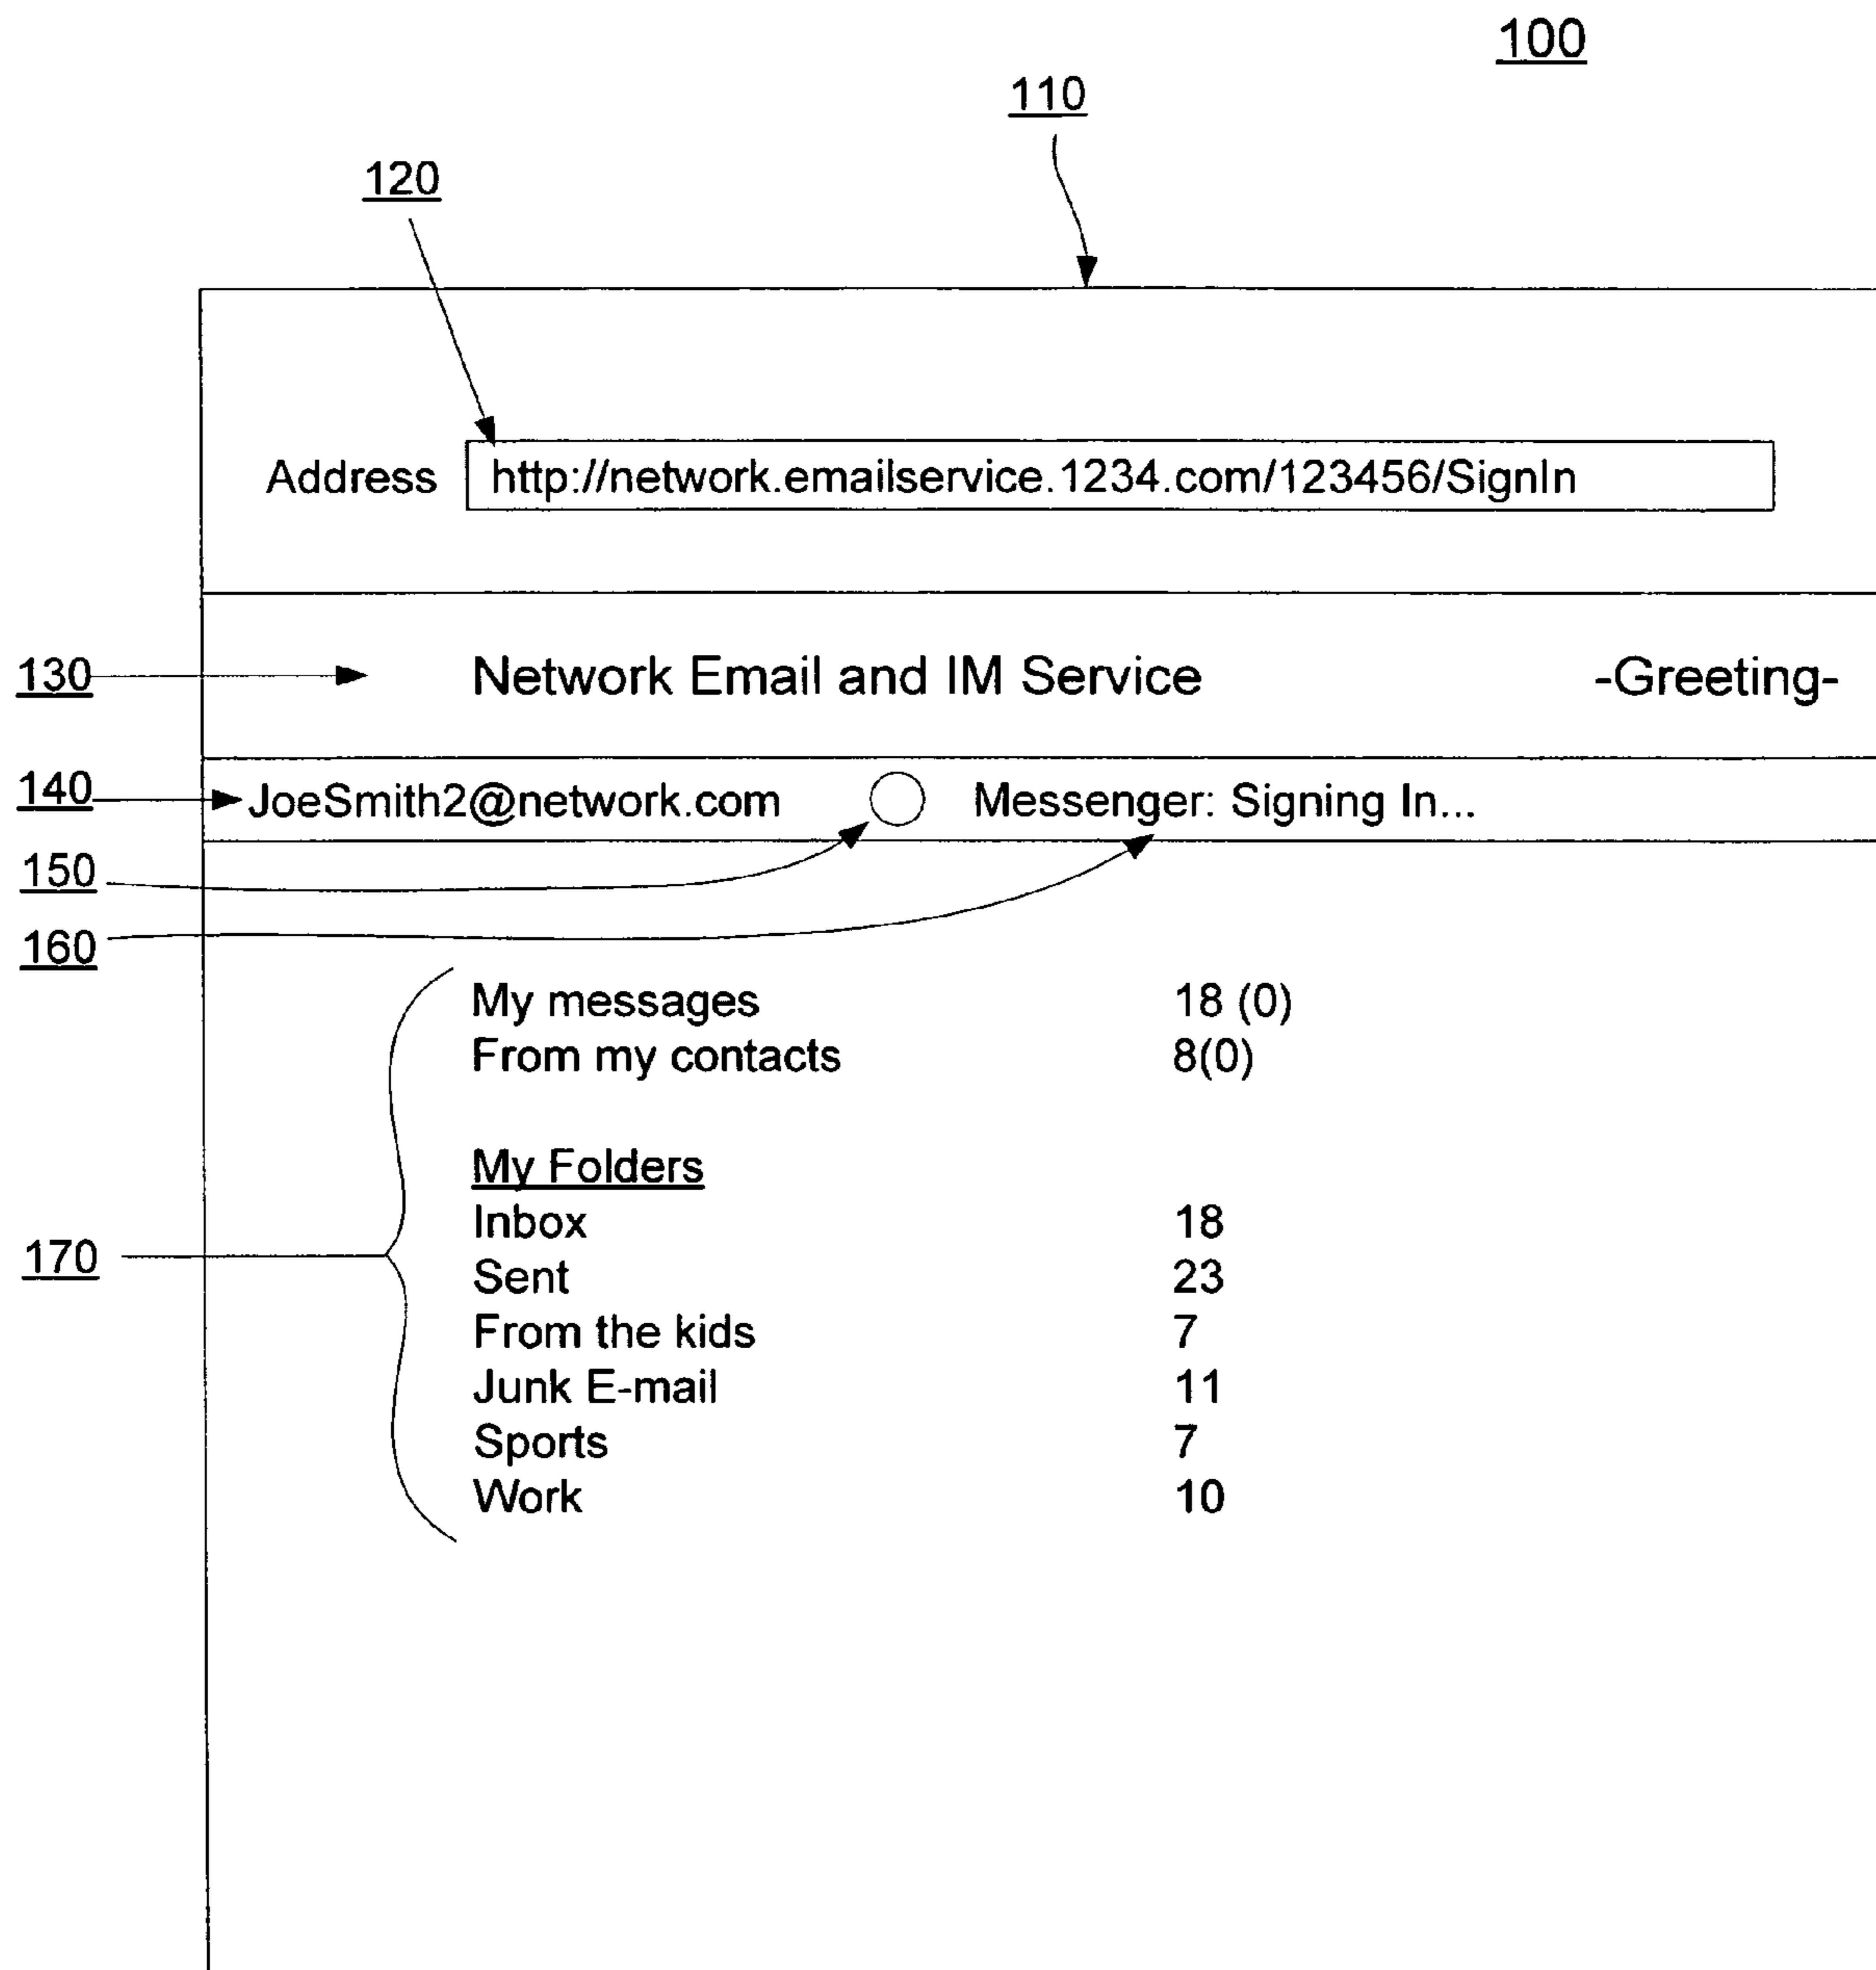 100
110
120
Address http://network.emailservice.1234.com/123456/SignIn
130 Network Email and IM Service -Greeting-
140 JoeSmith2@network.com Messenger: Signing In...
150
160
My messages 18 (0)
From my contacts 8(0)
My Folders
Inbox 18
170
Sent 23
From the kids 7
Junk E-mail 11
Sports 7
Work 10